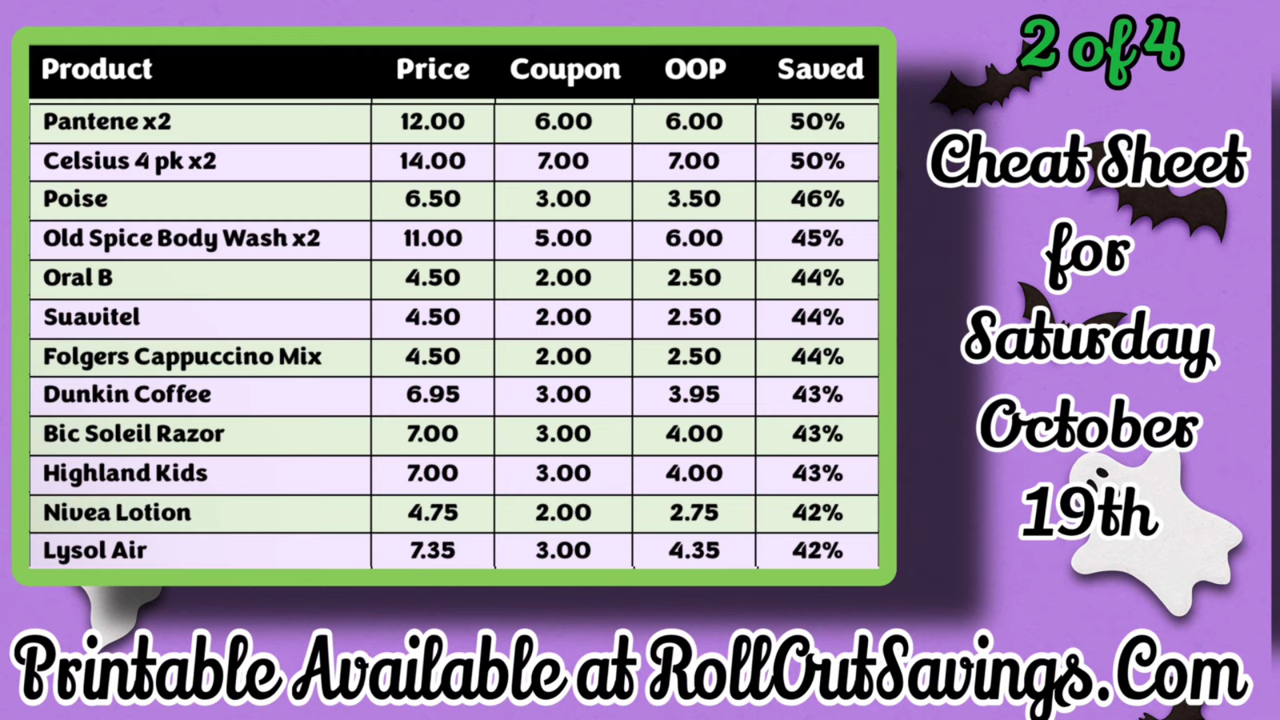 2 of 4
Product Price Coupon OOP Saved
Pantene x2 12.00 6.00 6.00 50%
Celsius 4 pk x2 14.00 7.00 7.00 50%
Poise 6.50 3.00 3.50 46%
Old Spice Body Wash x2 11.00 5.00 6.00 45%
Oral B 4.50 2.00 2.50 44%
Suavitel 4.50 2.00 2.50 44%
Folgers Cappuccino Mix 4.50 2.00 2.50 44%
Dunkin Coffee 6.95 3.00 3.95 43%
Bic Soleil Razor 7.00 3.00 4.00 43%
Highland Kids 7.00 3.00 4.00 43%
Nivea Lotion 4.75 2.00 2.75 42%
Lysol Air 7.35 3.00 4.35 42%
Cheat Sheet
for
Saturday
October
19th
Printable Available at RollOutSavings.Com